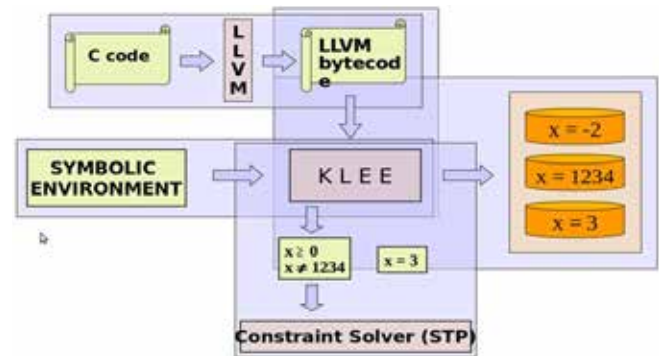 C code
L
L
V
M
LLVM
bytecod
e
SYMBOLIC
ENVIRONMENT
K L E E
x = -2
x = 1234
x = 3
x ≥ 0
x ≠ 1234
x = 3
Constraint Solver (STP)